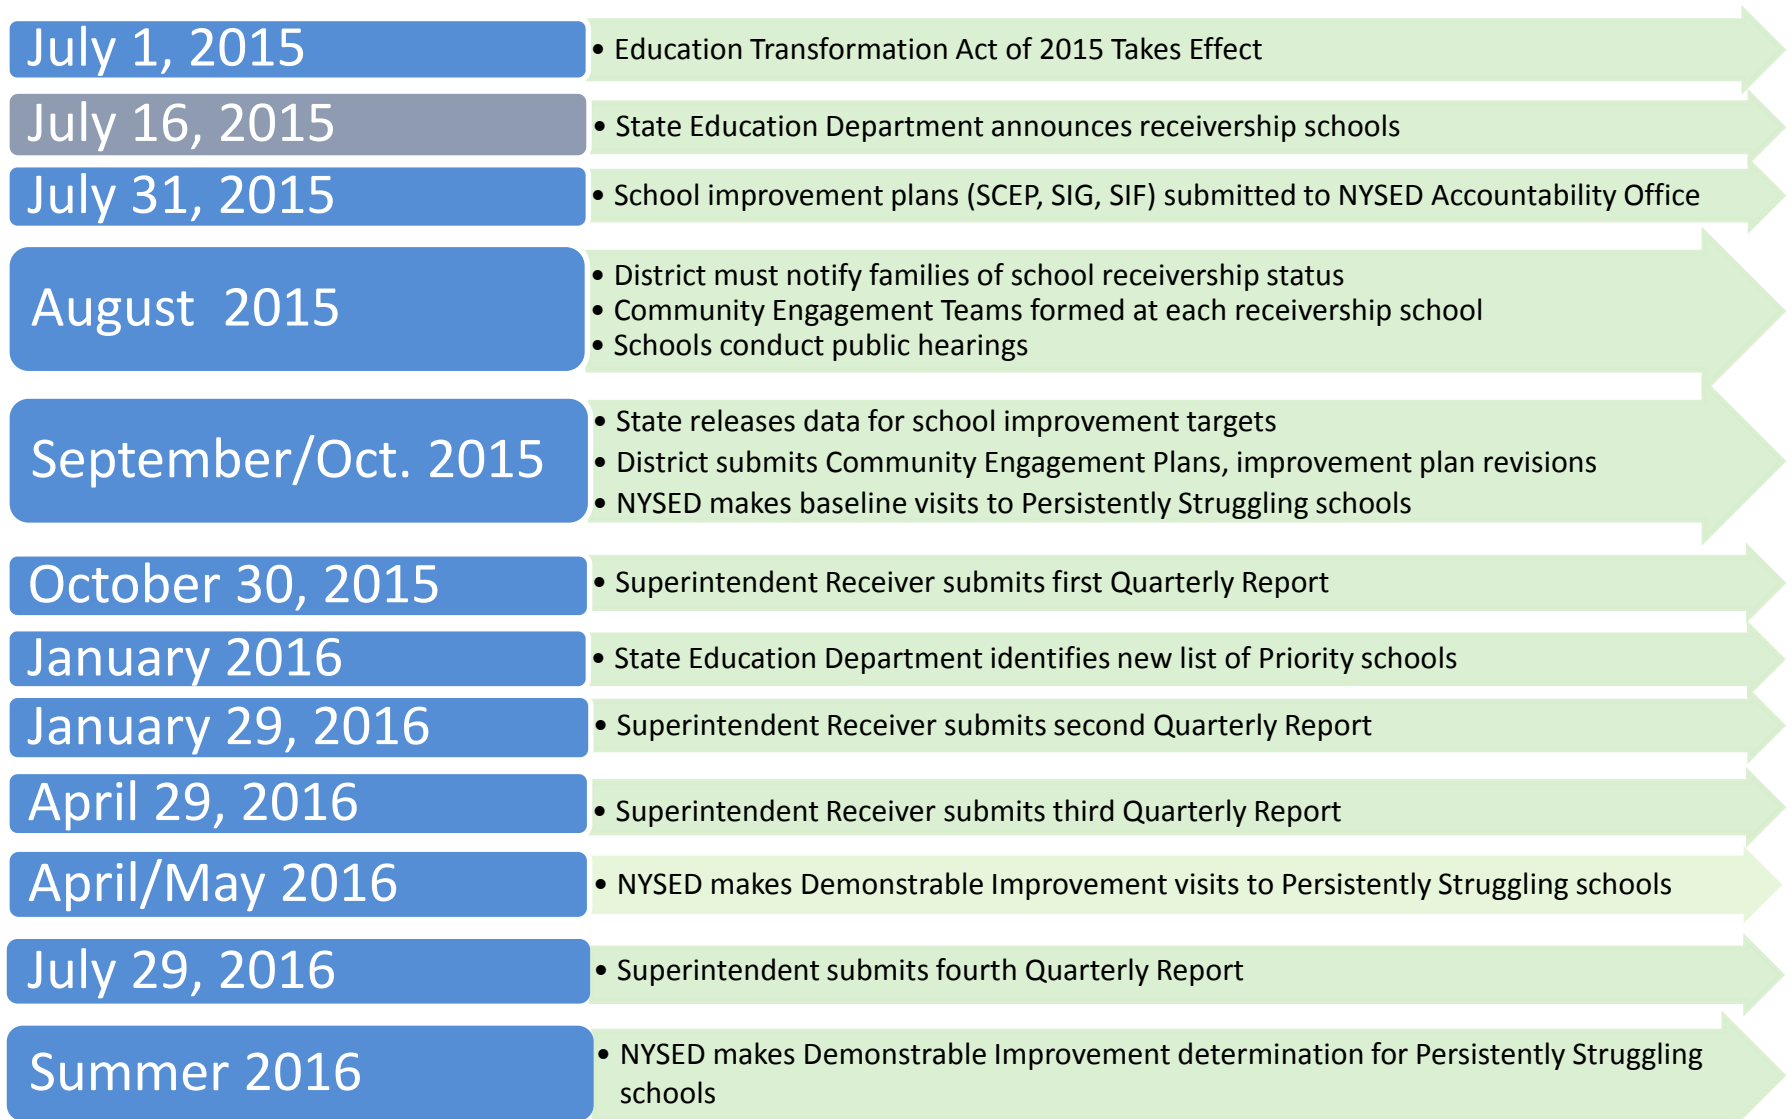 July 1, 2015
• Education Transformation Act of 2015 Takes Effect
July 16, 2015
• State Education Department announces receivership schools
July 31, 2015
• School improvement plans (SCEP, SIG, SIF) submitted to NYSED Accountability Office
August 2015
• District must notify families of school receivership status
• Community Engagement Teams formed at each receivership school
• Schools conduct public hearings
September/Oct. 2015
• State releases data for school improvement targets
• District submits Community Engagement Plans, improvement plan revisions
• NYSED makes baseline visits to Persistently Struggling schools
October 30, 2015
• Superintendent Receiver submits first Quarterly Report
January 2016
• State Education Department identifies new list of Priority schools
January 29, 2016
• Superintendent Receiver submits second Quarterly Report
April 29, 2016
• Superintendent Receiver submits third Quarterly Report
April/May 2016
• NYSED makes Demonstrable Improvement visits to Persistently Struggling schools
July 29, 2016
• Superintendent submits fourth Quarterly Report
Summer 2016
• NYSED makes Demonstrable Improvement determination for Persistently Struggling
schools